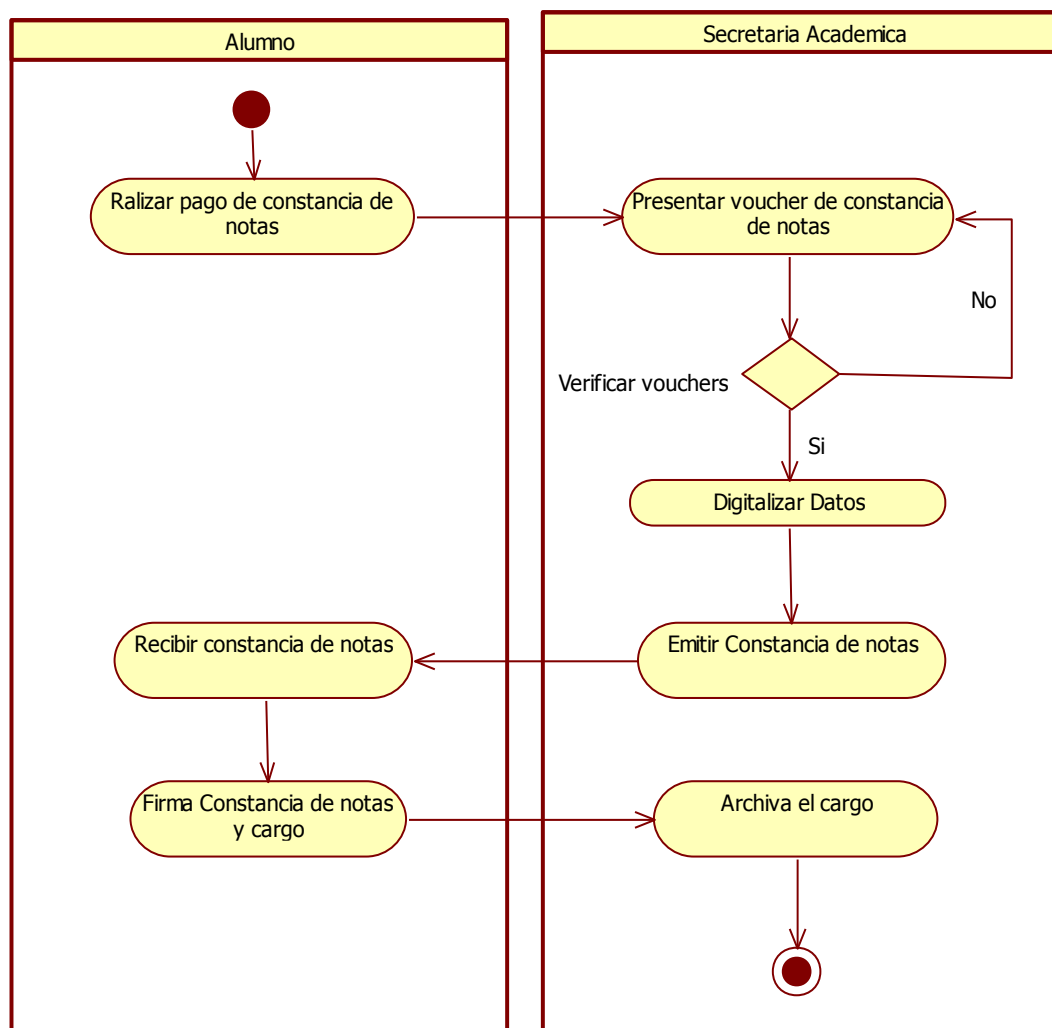 Alumno
Secretaria Academica
Ralizar pago de constancia de
notas
Presentar voucher de constancia
de notas
No
Verificar vouchers
Si
Digitalizar Datos
Recibir constancia de notas
Emitir Constancia de notas
Firma Constancia de notas
y cargo
Archiva el cargo